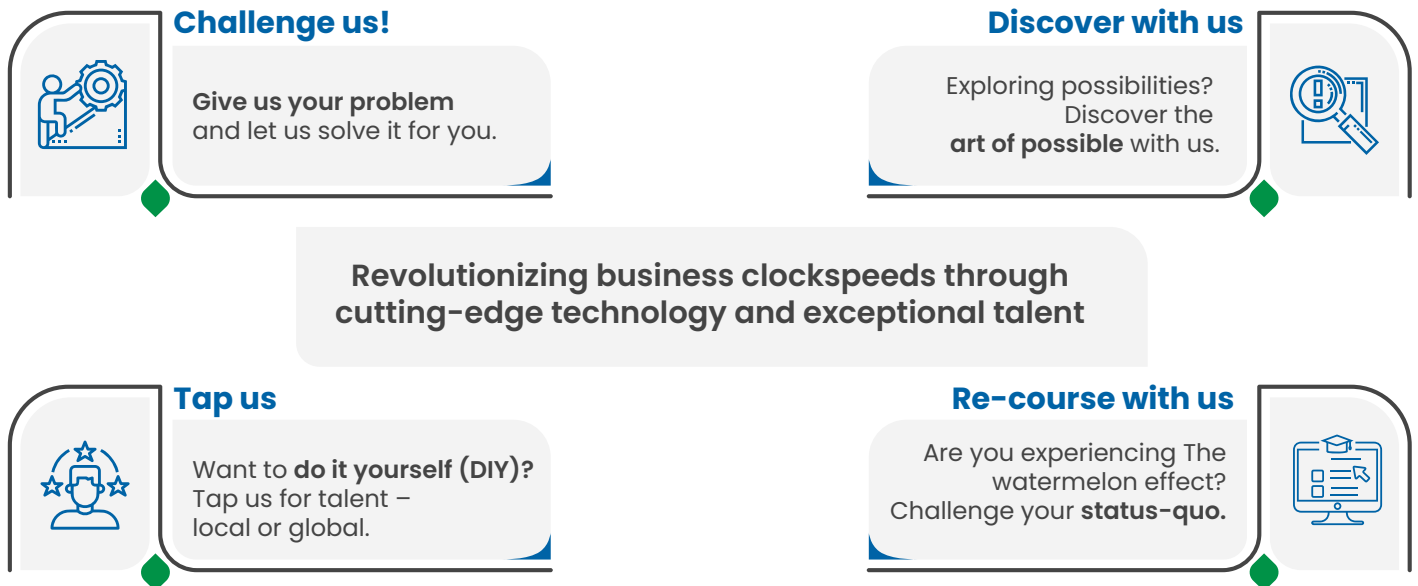 Challenge us!
Give us your problem
and let us solve it for you.
Discover with us
Exploring possibilities?
Discover the
art of possible with us.
Revolutionizing business clockspeeds through
cutting-edge technology and exceptional talent
Tap us
Want to do it yourself (DIY)?
Tap us for talent –
local or global.
Re-course with us
Are you experiencing The
watermelon effect?
Challenge your status-quo.